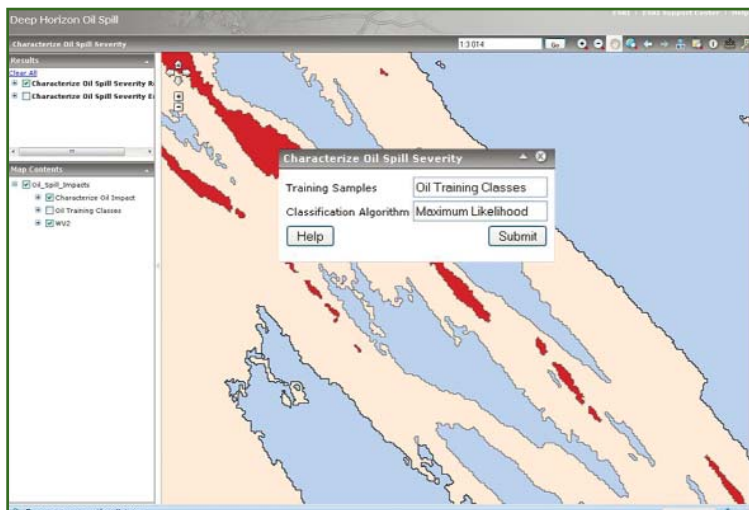 Deep Horizon Oil Spill
Characterize Oil Spill Severity
1:3,014
Go
Results
Clear All
Characterize Oil Spill Severity R
Characterize Oil Spill Severity E
Map Contents
Oil_Spill_Impacts
Characterize Oil Impact
Oil Training Classes
WV2
Characterize Oil Spill Severity
Training Samples
Oil Training Classes
Classification Algorithm
Maximum Likelihood
Help
Submit